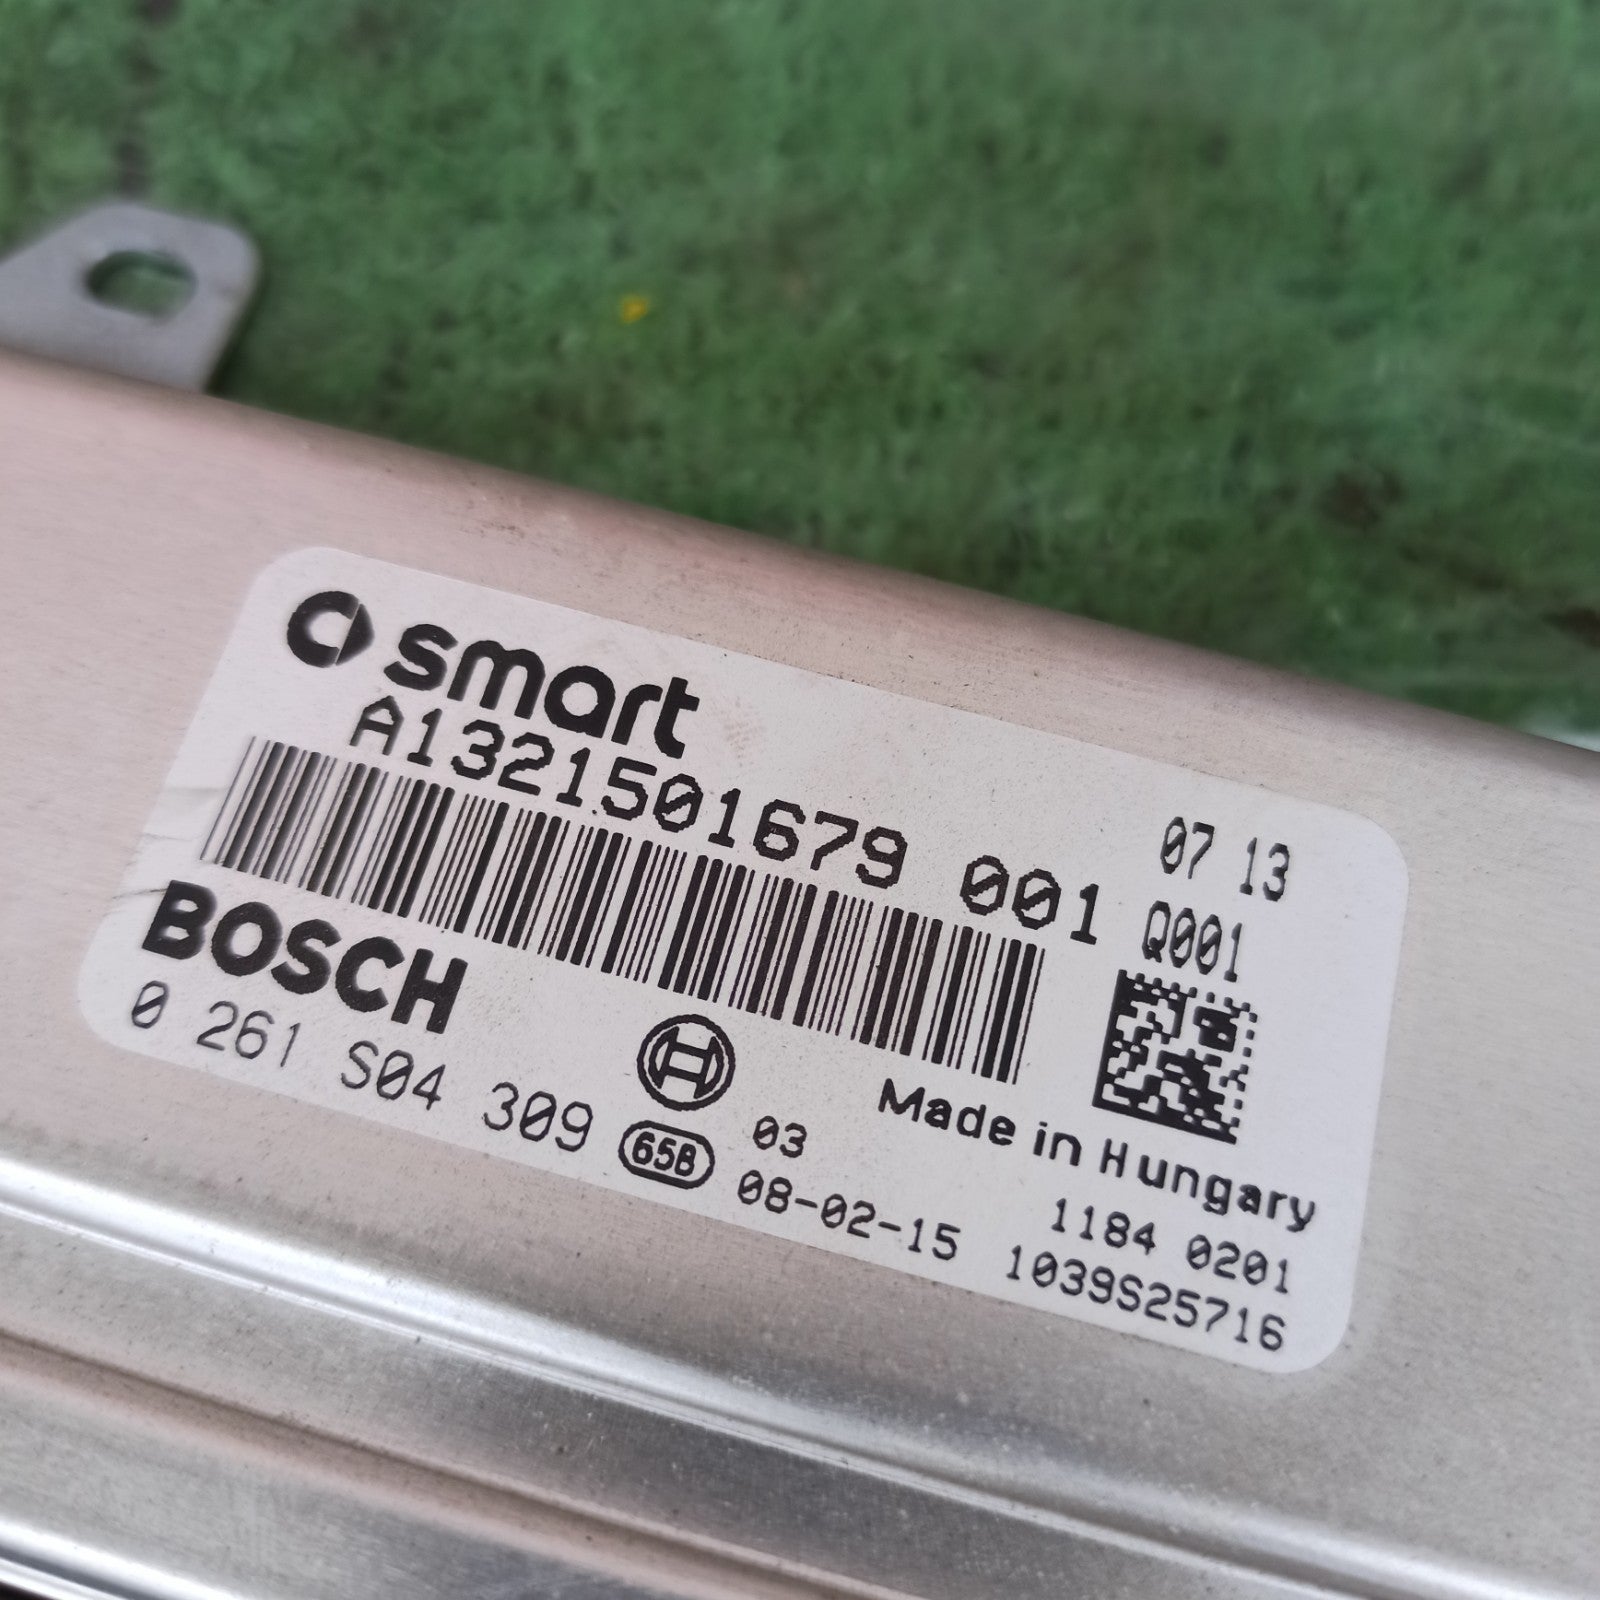 smart
A1321501679 001
07 13
Q001
BOSCH
0 261 S04 309
65B
03
08-02-15
Made in Hungary
1184 0201
1039S25716